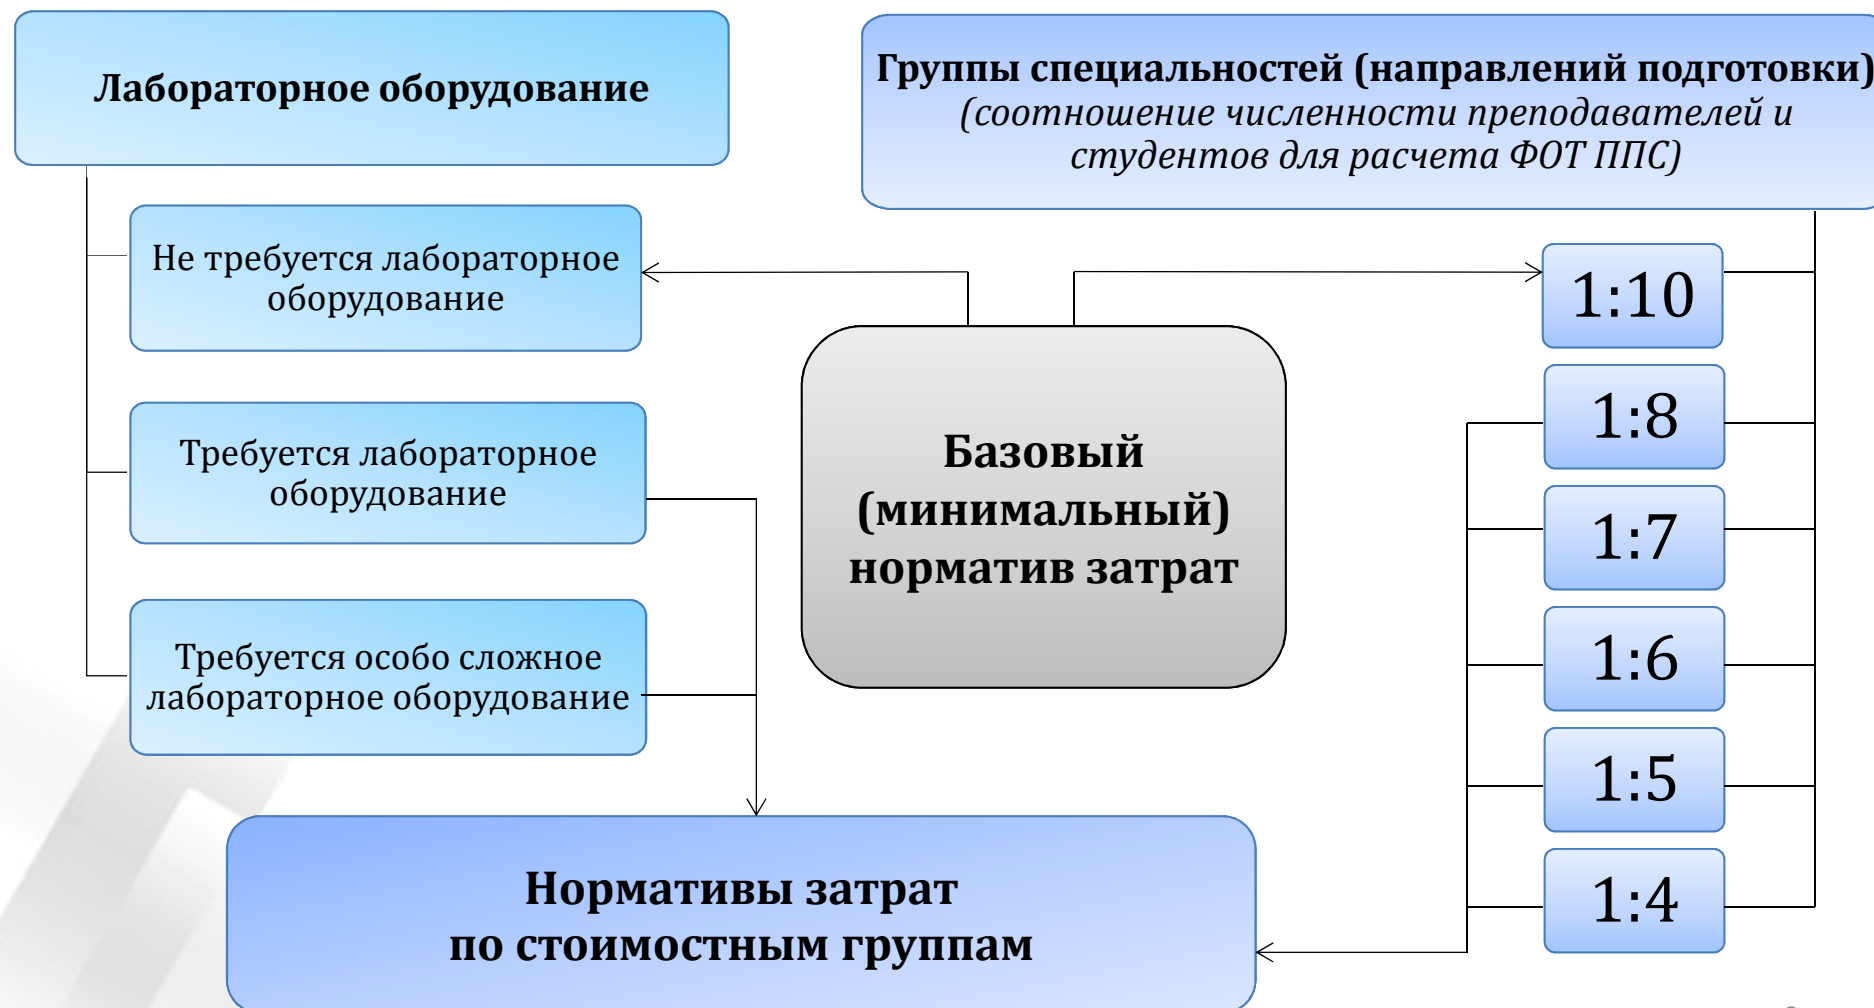 Лабораторное оборудование
Группы специальностей (направлений подготовки)
(соотношение численности преподавателей и
студентов для расчета ФОТ ППС)
Не требуется лабораторное
оборудование
Требуется лабораторное
оборудование
Требуется особо сложное
лабораторное оборудование
Базовый
(минимальный)
норматив затрат
1:10
1:8
1:7
1:6
1:5
1:4
Нормативы затрат
по стоимостным группам